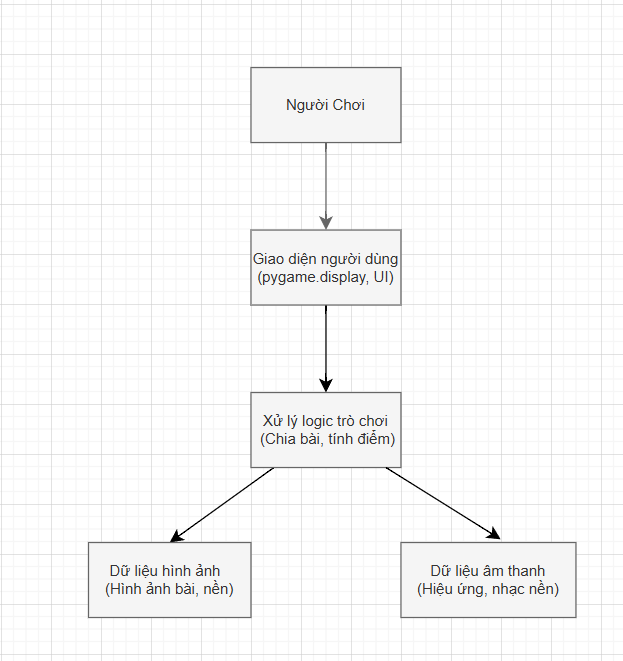 Người Chơi
Giao diện người dùng
(pygame.display, UI)
Xử lý logic trò chơi
(Chia bài, tính điểm)
Dữ liệu hình ảnh
(Hình ảnh bài, nền)
Dữ liệu âm thanh
(Hiệu ứng, nhạc nền)